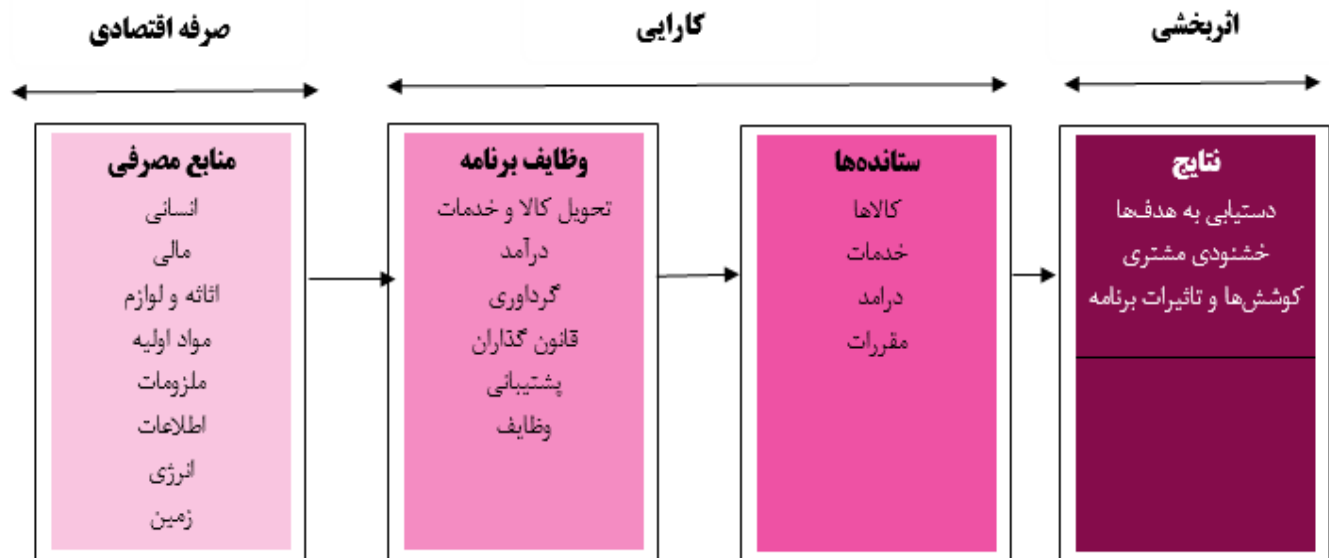 صرفه اقتصادی
کارایی
اثربخشی
منابع مصرفی
انسانی
مالی
اثاثه و لوازم
مواد اولیه
ملزومات
اطلاعات
انرژی
زمین
وظایف برنامه
تحویل کالا و خدمات
درآمد
گرداوری
قانون گذاران
پشتیبانی
وظایف
ستانده‌ها
کالاها
خدمات
درامد
مقررات
نتایج
دستیابی به هدف‌ها
خشنودی مشتری
کوشش‌ها و تاثیرات برنامه